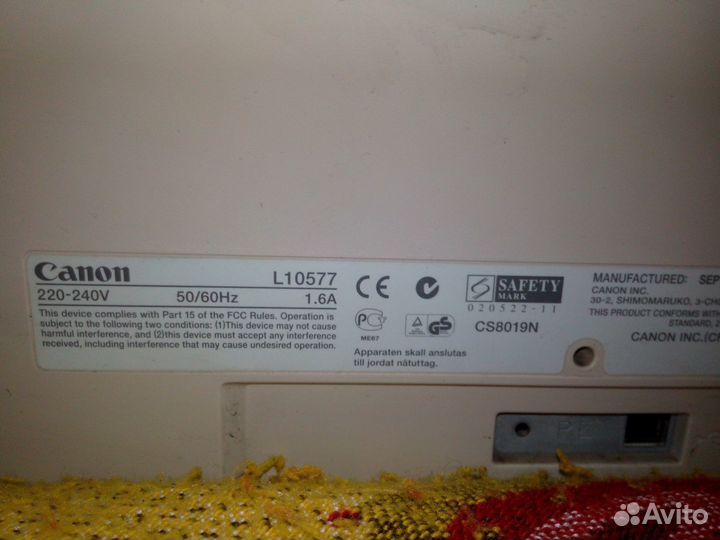 Canon L10577
220-240V 50/60Hz 1.6A
This device complies with Part 15 of the FCC Rules. Operation is
subject to the following two conditions: (1)This device may not cause
harmful interference, and (2)this device must accept any interference
received, including interference that may cause undesired operation.
CE
ME67
GS
Apparaten skall anslutas
till jordat nätuttag.
SAFETY
MARK
020522-11
CS8019N
MANUFACTURED: SEP
CANON INC.
30-2, SHIMOMARUKO, 3-CH
THIS PRODUCT CONFORMS WITH
STANDARD,
CANON INC.
Avito